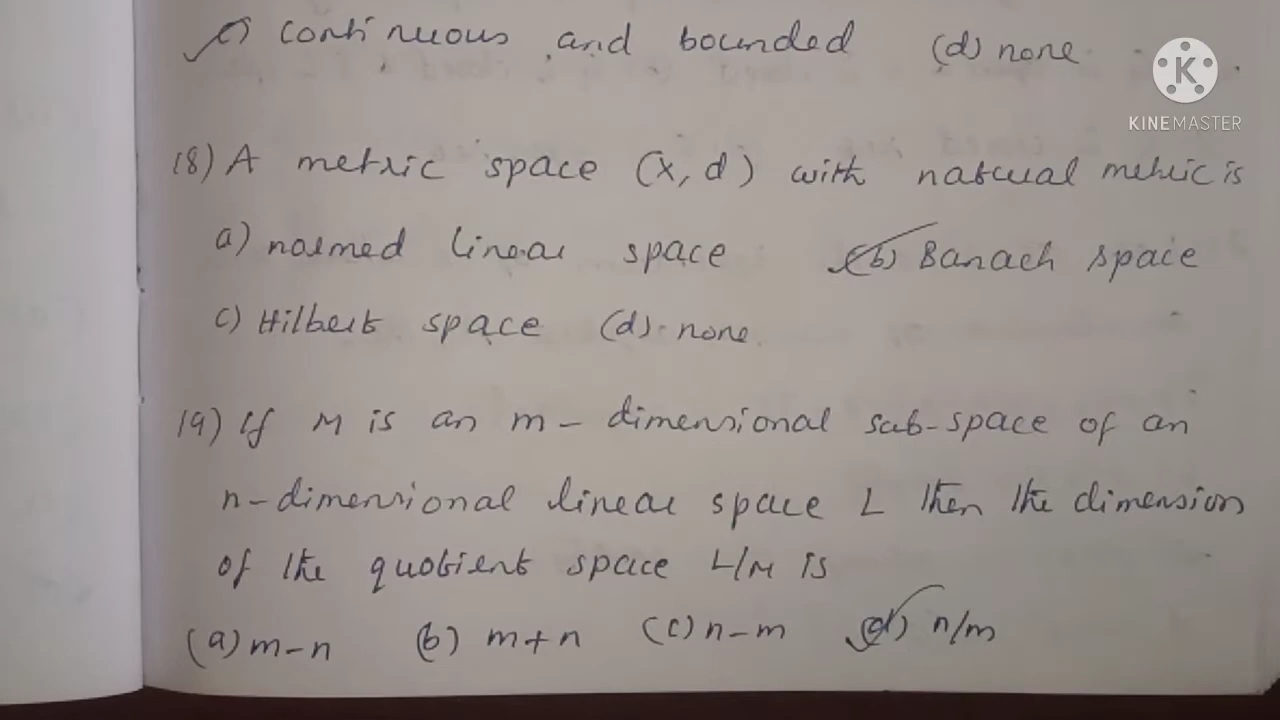 c) continuous and bounded (d) none.
K
KINEMASTER
18) A metric space (x, d) with natural metric is
a) normed linear space (b) Banach space
c) Hilbert space (d) none
19) If M is an m-dimensional sub-space of an
n-dimensional linear space L then the dimension
of the quotient space L/M is
(a) m-n (b) m+n (c) n-m (d) n/m